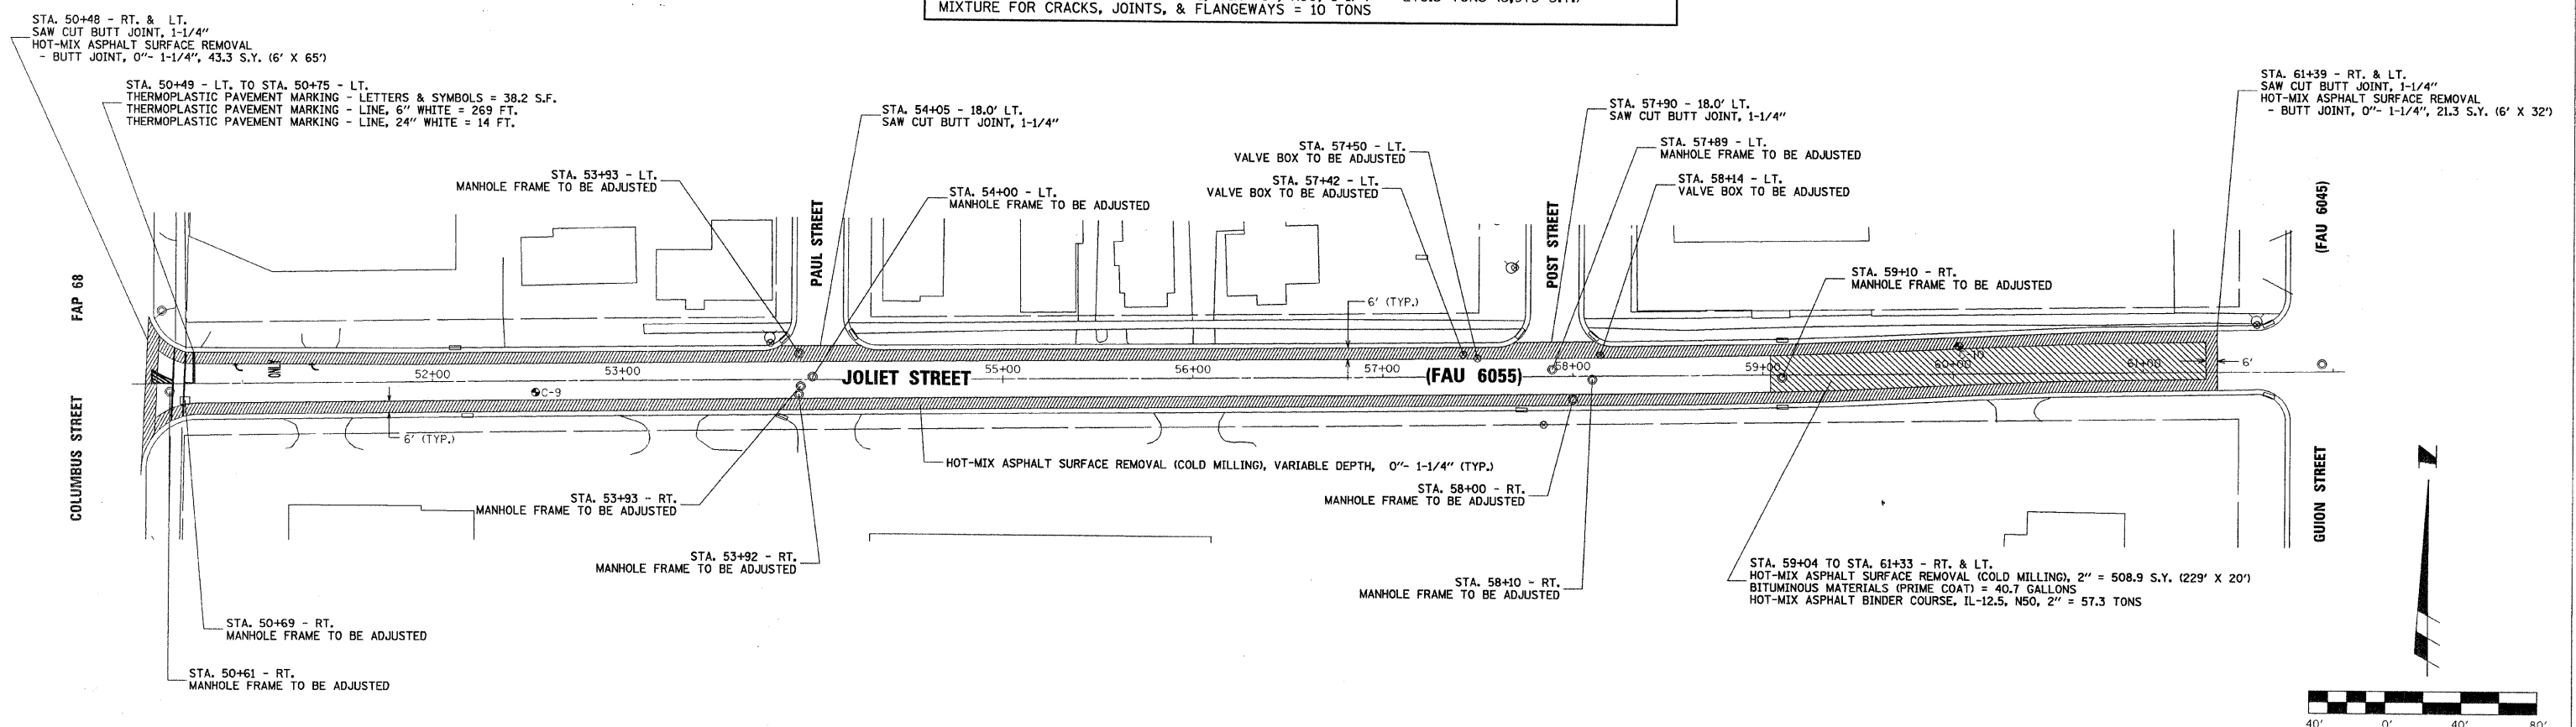 MIXTURE FOR CRACKS, JOINTS, & FLANGEWAYS = 10 TONS
STA. 50+48 - RT. & LT.
SAW CUT BUTT JOINT, 1-1/4"
HOT-MIX ASPHALT SURFACE REMOVAL
- BUTT JOINT, 0"- 1-1/4", 43.3 S.Y. (6' X 65')
STA. 50+49 - LT. TO STA. 50+75 - LT.
THERMOPLASTIC PAVEMENT MARKING - LETTERS & SYMBOLS = 38.2 S.F.
THERMOPLASTIC PAVEMENT MARKING - LINE, 6" WHITE = 269 FT.
THERMOPLASTIC PAVEMENT MARKING - LINE, 24" WHITE = 14 FT.
STA. 53+93 - LT.
MANHOLE FRAME TO BE ADJUSTED
STA. 54+05 - 18.0' LT.
SAW CUT BUTT JOINT, 1-1/4"
STA. 54+00 - LT.
MANHOLE FRAME TO BE ADJUSTED
STA. 57+50 - LT.
VALVE BOX TO BE ADJUSTED
STA. 57+42 - LT.
VALVE BOX TO BE ADJUSTED
STA. 57+90 - 18.0' LT.
SAW CUT BUTT JOINT, 1-1/4"
STA. 57+89 - LT.
MANHOLE FRAME TO BE ADJUSTED
STA. 58+14 - LT.
VALVE BOX TO BE ADJUSTED
STA. 61+39 - RT. & LT.
SAW CUT BUTT JOINT, 1-1/4"
HOT-MIX ASPHALT SURFACE REMOVAL
- BUTT JOINT, 0"- 1-1/4", 21.3 S.Y. (6' X 32')
STA. 59+10 - RT.
MANHOLE FRAME TO BE ADJUSTED
FAP 68
COLUMBUS STREET
PAUL STREET
POST STREET
(FAU 6045)
GUION STREET
6' (TYP.)
ONLY
52+00
53+00
JOLIET STREET
55+00
56+00
57+00
(FAU 6055)
58+00
59+00
C-10
60+00
61+00
6'
C-9
6' (TYP.)
HOT-MIX ASPHALT SURFACE REMOVAL (COLD MILLING), VARIABLE DEPTH, 0"- 1-1/4" (TYP.)
STA. 53+93 - RT.
MANHOLE FRAME TO BE ADJUSTED
STA. 53+92 - RT.
MANHOLE FRAME TO BE ADJUSTED
STA. 58+00 - RT.
MANHOLE FRAME TO BE ADJUSTED
STA. 58+10 - RT.
MANHOLE FRAME TO BE ADJUSTED
STA. 59+04 TO STA. 61+33 - RT. & LT.
HOT-MIX ASPHALT SURFACE REMOVAL (COLD MILLING), 2" = 508.9 S.Y. (229' X 20')
BITUMINOUS MATERIALS (PRIME COAT) = 40.7 GALLONS
HOT-MIX ASPHALT BINDER COURSE, IL-12.5, N50, 2" = 57.3 TONS
STA. 50+69 - RT.
MANHOLE FRAME TO BE ADJUSTED
STA. 50+61 - RT.
MANHOLE FRAME TO BE ADJUSTED
Z
40' 0' 40' 80'